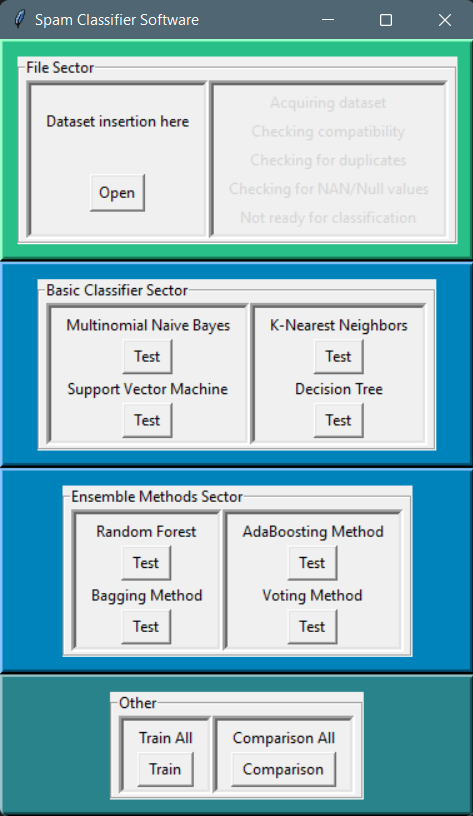 Spam Classifier Software
File Sector
Dataset insertion here
Open
Acquiring dataset
Checking compatibility
Checking for duplicates
Checking for NAN/Null values
Not ready for classification
Basic Classifier Sector
Multinomial Naive Bayes
Test
Support Vector Machine
Test
K-Nearest Neighbors
Test
Decision Tree
Test
Ensemble Methods Sector
Random Forest
Test
Bagging Method
Test
AdaBoosting Method
Test
Voting Method
Test
Other
Train All
Train
Comparison All
Comparison